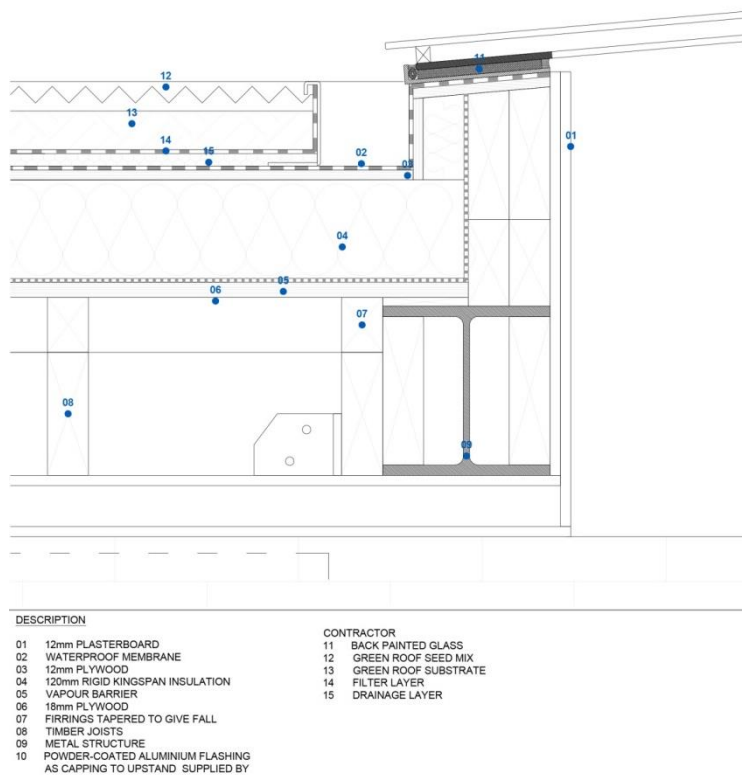 11
12
13
01
14
15
02
03
04
05
06
07
08
09
DESCRIPTION
01 12mm PLASTERBOARD
02 WATERPROOF MEMBRANE
03 12mm PLYWOOD
04 120mm RIGID KINGSPAN INSULATION
05 VAPOUR BARRIER
06 18mm PLYWOOD
07 FIRRINGS TAPERED TO GIVE FALL
08 TIMBER JOISTS
09 METAL STRUCTURE
10 POWDER-COATED ALUMINIUM FLASHING
AS CAPPING TO UPSTAND SUPPLIED BY
CONTRACTOR
11 BACK PAINTED GLASS
12 GREEN ROOF SEED MIX
13 GREEN ROOF SUBSTRATE
14 FILTER LAYER
15 DRAINAGE LAYER